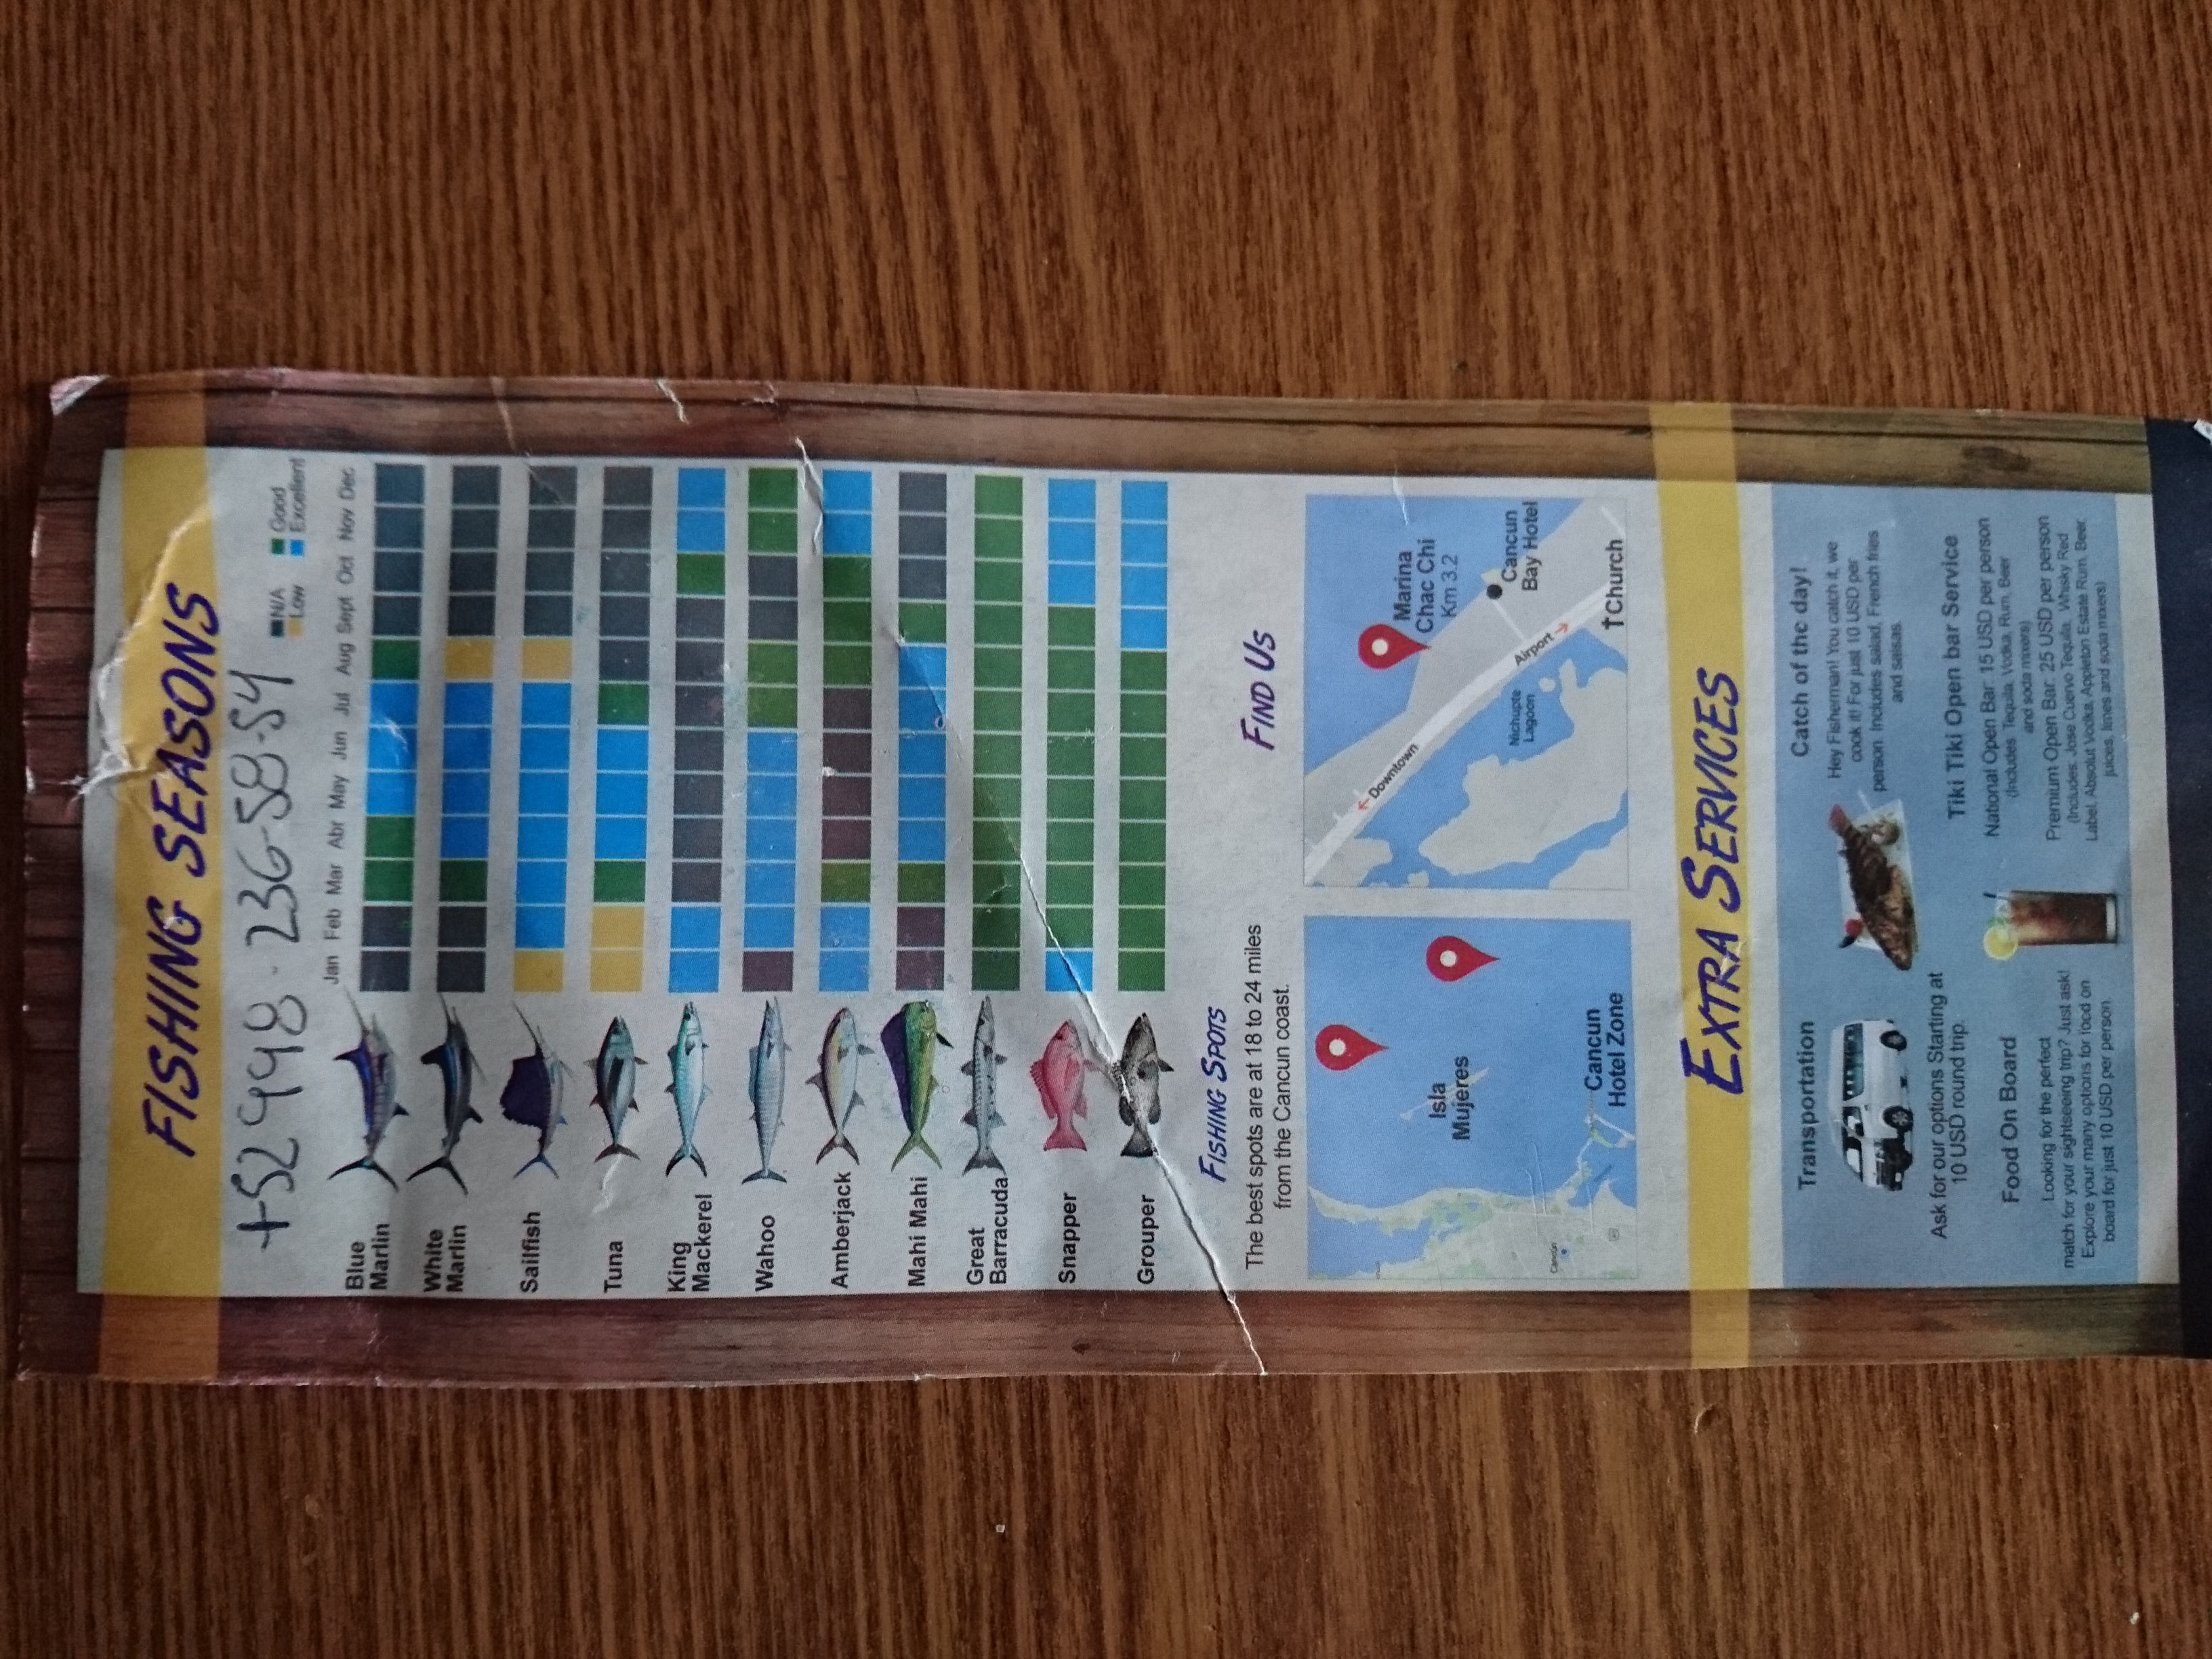 FISHING SEASONS
+52 998 - 236-58-54
N/A Good
Low Excellent
Jan Feb Mar Abr May Jun Jul Aug Sept Oct Nov Dec
Blue
Marlin
White
Marlin
Sailfish
Tuna
King
Mackerel
Wahoo
Amberjack
Mahi Mahi
Great
Barracuda
Snapper
Grouper
FISHING SPOTS
The best spots are at 18 to 24 miles
from the Cancun coast.
Isla
Mujeres
Cancun
Hotel Zone
Cancun
FIND US
Marina
Chac Chi
Km 3.2
Cancun
Bay Hotel
Downtown
Airport
Nichupte
Lagoon
Church
EXTRA SERVICES
Transportation
Ask for our options Starting at
10 USD round trip.
Food On Board
Looking for the perfect
match for your sightseeing trip? Just ask!
Explore your many options for food on
board for just 10 USD per person.
Catch of the day!
Hey Fisherman! You catch it, we
cook it! For just 10 USD per
person. Includes salad, French fries
and salsas.
Tiki Tiki Open bar Service
National Open Bar: 15 USD per person
(Includes: Tequila, Vodka, Rum, Beer
and soda mixers)
Premium Open Bar: 25 USD per person
(Includes: Jose Cuervo Tequila, Whisky Red
Label, Absolut Vodka, Appleton Estate Rum, Beer,
juices, limes and soda mixers)